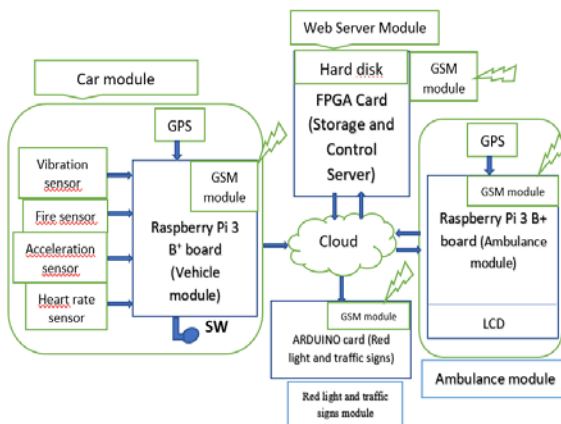 Web Server Module
Car module
Hard disk
GSM
module
FPGA Card
(Storage and
Control
Server)
GPS
Vibration
sensor
Fire sensor
Acceleration
sensor
Heart rate
sensor
GSM
module
Raspberry Pi 3
B+ board
(Vehicle
module)
SW
Cloud
GPS
GSM module
Raspberry Pi 3 B+
board (Ambulance
module)
LCD
GSM module
ARDUINO card (Red
light and traffic signs)
Red light and traffic
signs module
Ambulance module